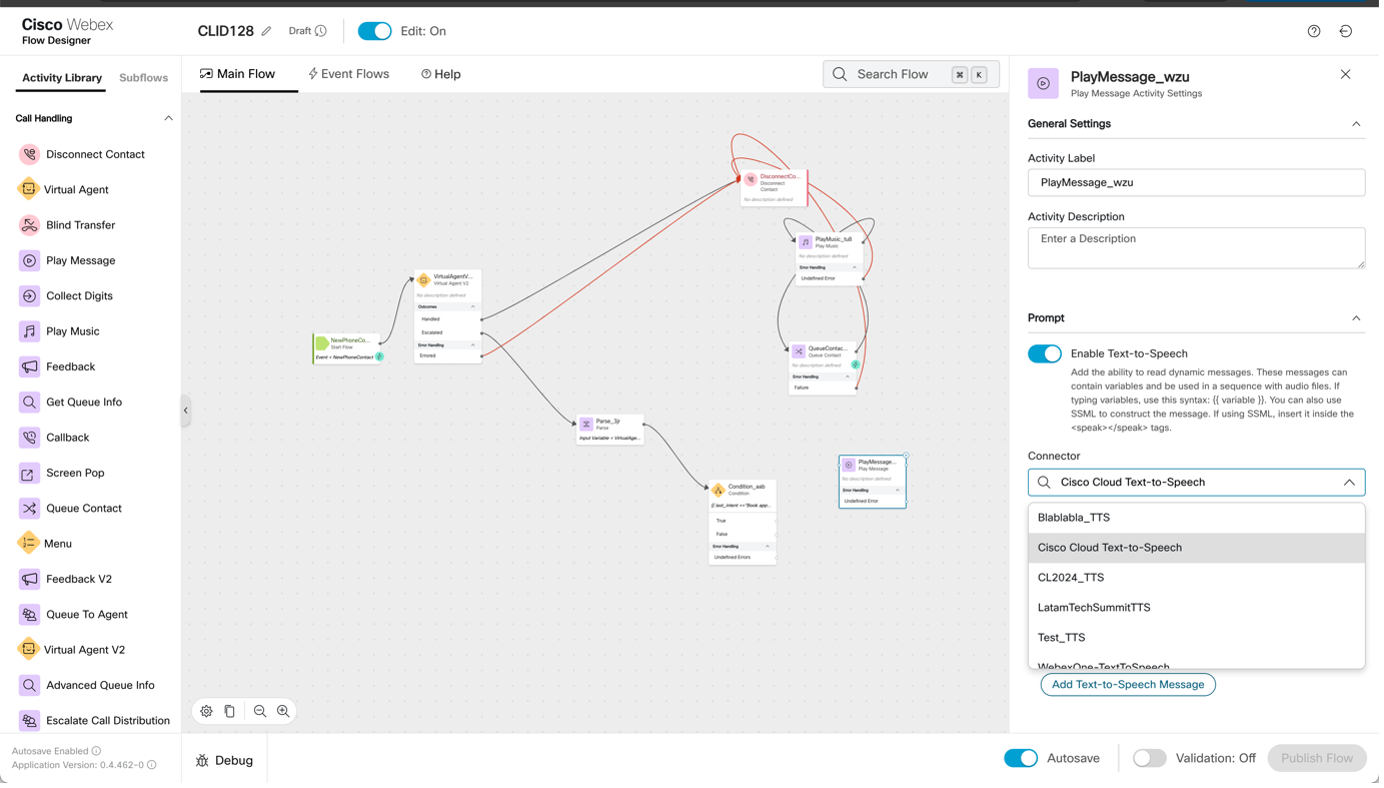 Cisco Webex
Flow Designer
CLID128
Draft
Edit: On
Activity Library
Subflows
Call Handling
Disconnect Contact
Virtual Agent
Blind Transfer
Play Message
Collect Digits
Play Music
Feedback
Get Queue Info
Callback
Screen Pop
Queue Contact
Menu
Feedback V2
Queue To Agent
Virtual Agent V2
Advanced Queue Info
Escalate Call Distribution
Autosave Enabled
Application Version: 0.4.462-0
Main Flow
Event Flows
Help
Search Flow
⌘ K
NewPhoneCo...
Start Flow
Event < NewPhoneContact
VirtualAgentV...
Virtual Agent V2
No description defined
Outcomes
Handled
Escalated
Error Handling
Errored
DisconnectCo...
Disconnect
Contact
No description defined
PlayMusic_tu8
Play Music
No description defined
Error Handling
Undefined Error
QueueContac...
Queue Contact
No description defined
Error Handling
Failure
Parse_3jr
Parse
Input Variable < VirtualAge...
Condition_aab
Condition
{{ last_intent =="Book app...
True
False
Error Handling
Undefined Errors
PlayMessage...
Play Message
No description defined
Error Handling
Undefined Error
Debug
PlayMessage_wzu
Play Message Activity Settings
General Settings
Activity Label
PlayMessage_wzu
Activity Description
Enter a Description
Prompt
Enable Text-to-Speech
Add the ability to read dynamic messages. These messages can
contain variables and be used in a sequence with audio files. If
typing variables, use this syntax: {{ variable }}. You can also use
SSML to construct the message. If using SSML, insert it inside the
<speak></speak> tags.
Connector
Cisco Cloud Text-to-Speech
Blablabla_TTS
Cisco Cloud Text-to-Speech
CL2024_TTS
LatamTechSummitTTS
Test_TTS
WebexOne-TextToSpeech
Add Text-to-Speech Message
Autosave
Validation: Off
Publish Flow